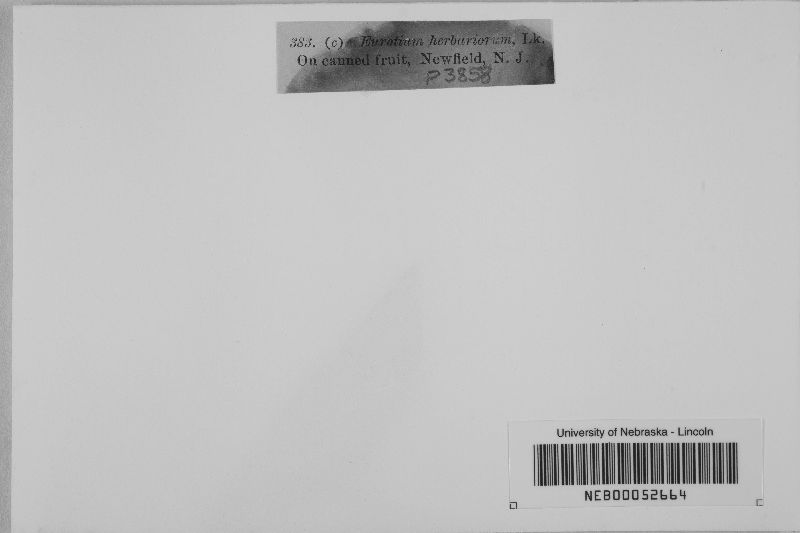 383. (c) Eurotium herbariorum, Lk.
On canned fruit, Newfield, N. J.
P3858
University of Nebraska - Lincoln
NEB00052664